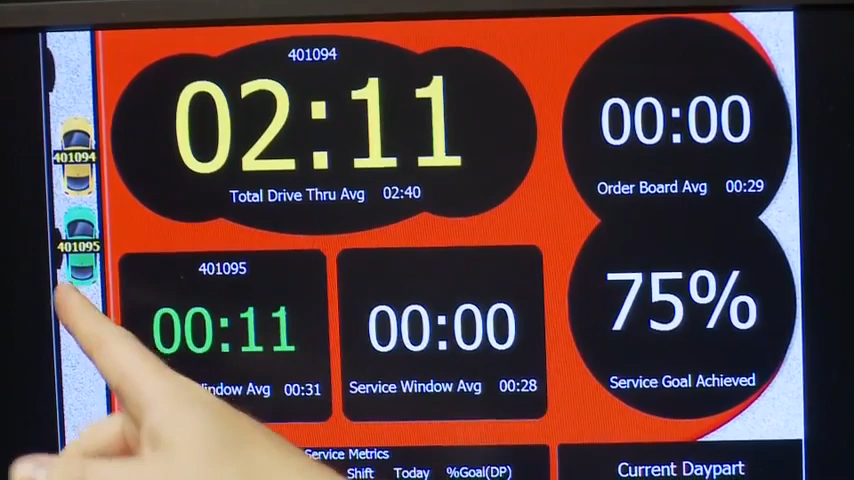 401094
02:11
Total Drive Thru Avg 02:40
00:00
Order Board Avg 00:29
401094
401095
401095
00:11
indow Avg 00:31
00:00
Service Window Avg 00:28
75%
Service Goal Achieved
Service Metrics
Shift Today %Goal(DP)
Current Daypart